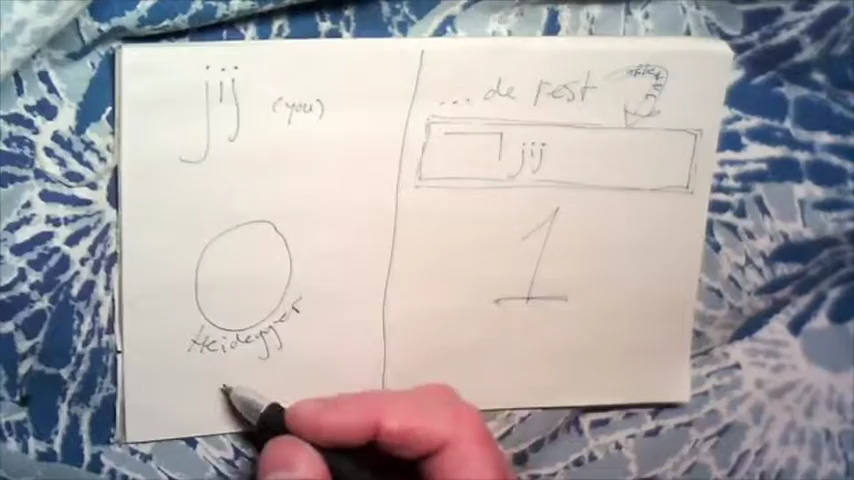 jij (you)
Heidegger
... de rest
¬ jij
1